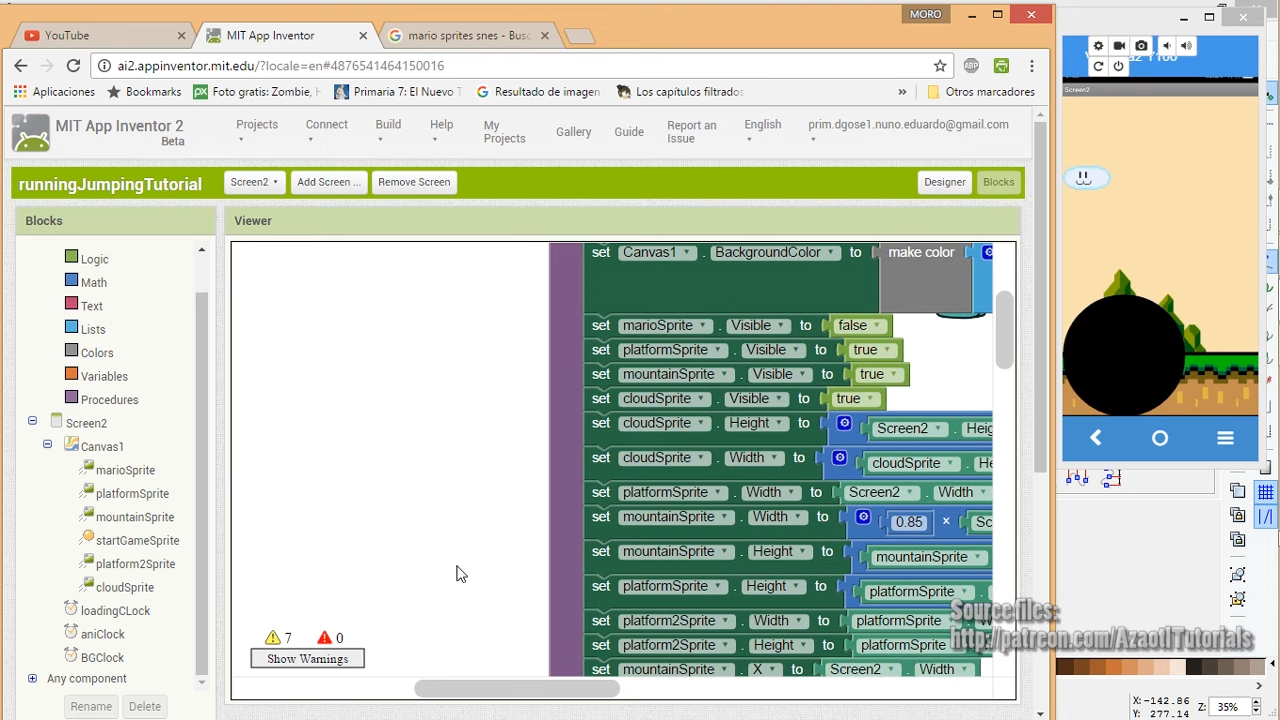 MORO
YouTube
MIT App Inventor
mario sprites snes - Busc
ai2.appinventor.mit.edu/?locale=en#4876541464150016
ABP
Aplicaciones
Bookmarks
Foto gratis: Zombie,
Primaria 7: El Nuevo
Resultado de imagen
Los capítulos filtrados
»
Otros marcadores
MIT App Inventor 2
Beta
Projects
Connect
Build
Help
My Projects
Gallery
Guide
Report an Issue
English
prim.dgose1.nuno.eduardo@gmail.com
runningJumpingTutorial
Screen2
Add Screen ...
Remove Screen
Designer
Blocks
Blocks
Viewer
Logic
Math
Text
Lists
Colors
Variables
Procedures
Screen2
Canvas1
marioSprite
platformSprite
mountainSprite
startGameSprite
platform2Sprite
cloudSprite
loadingCLock
aniClock
BGClock
Any component
Rename
Delete
set Canvas1 . BackgroundColor to make color
set marioSprite . Visible to false
set platformSprite . Visible to true
set mountainSprite . Visible to true
set cloudSprite . Visible to true
set cloudSprite . Height to Screen2 . Heig
set cloudSprite . Width to cloudSprite . He
set platformSprite . Width to Screen2 . Width
set mountainSprite . Width to 0.85 × Sc
set mountainSprite . Height to mountainSprite
set platformSprite . Height to platformSprite .
set platform2Sprite . Width to platformSprite . W
set platform2Sprite . Height to platformSprite
set mountainSprite . X to Screen2 . Width
7
0
Show Warnings
Screen2
Source files:
http://patreon.com/AzaotlTutorials
X:-142.86
Y: 277.14
Z: 35%